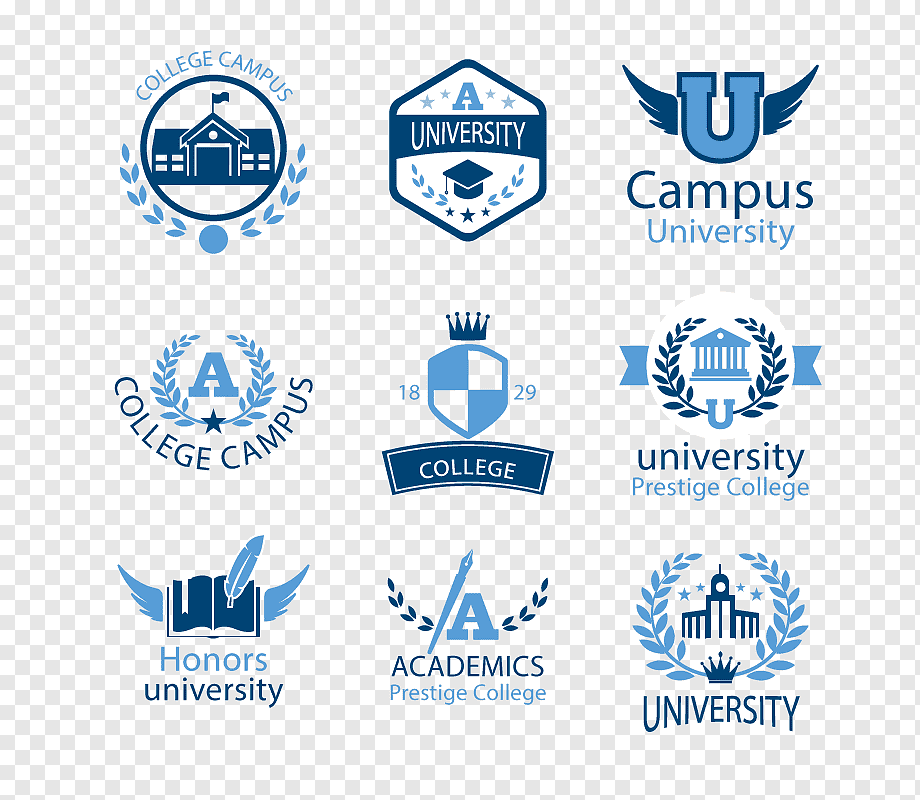 COLLEGE CAMPUS
A
UNIVERSITY
U
Campus
University
A
COLLEGE CAMPUS
18 29
COLLEGE
U
university
Prestige College
Honors
university
A
ACADEMICS
Prestige College
UNIVERSITY